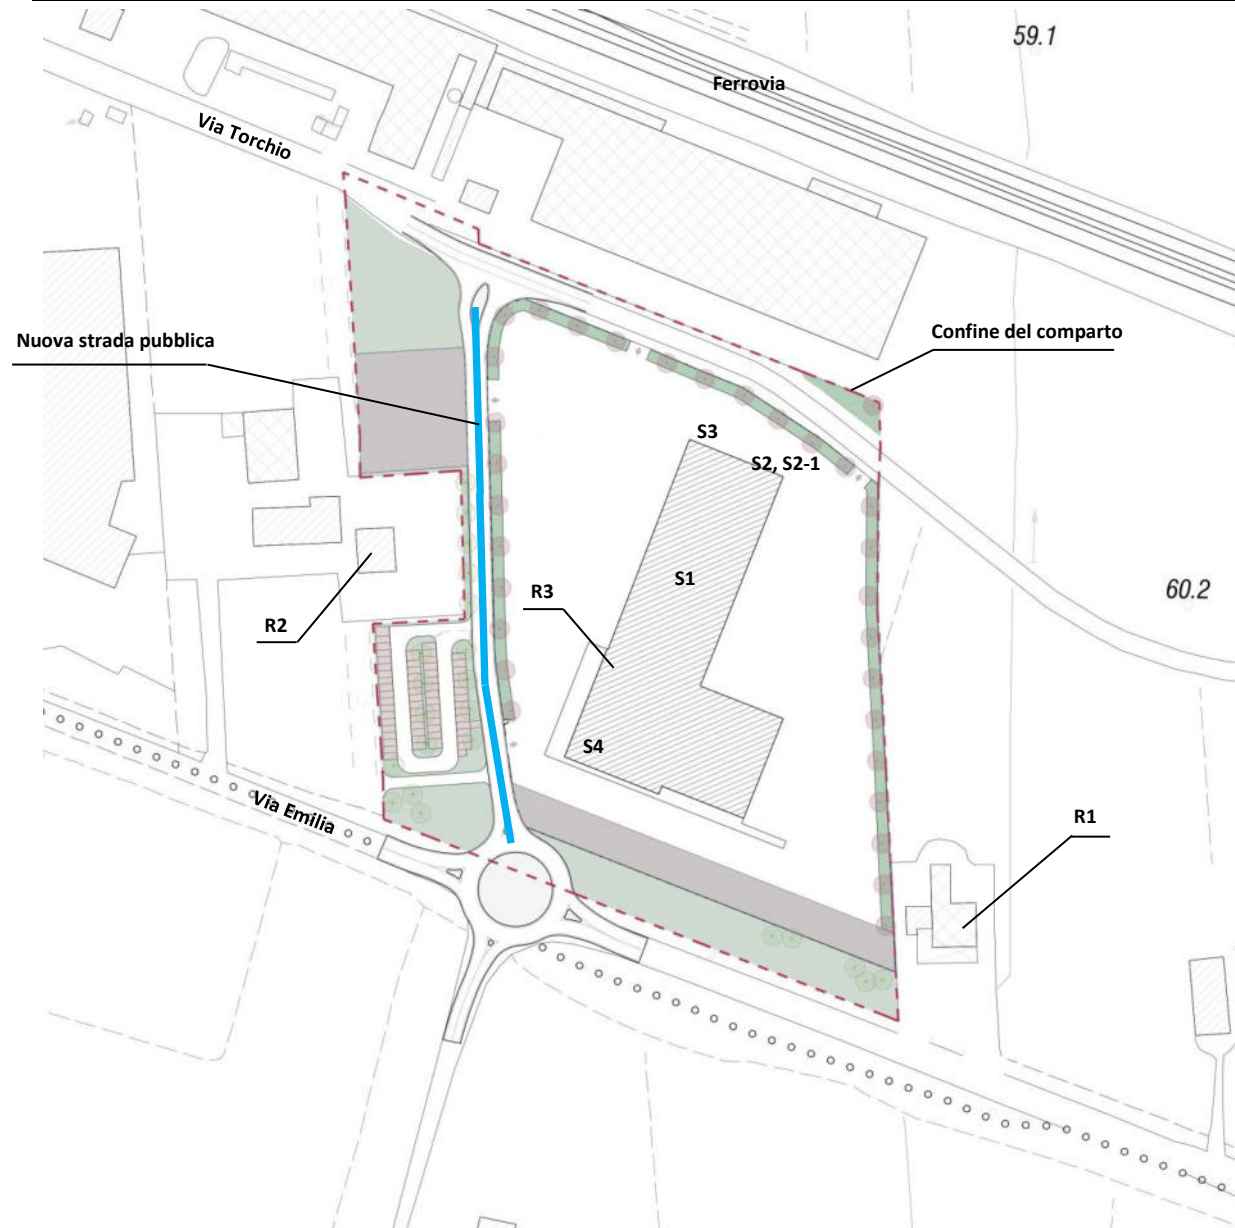 59.1
Ferrovia
Via Torchio
Nuova strada pubblica
Confine del comparto
S3
S2, S2-1
S1
R3
60.2
R2
S4
Via Emilia
R1